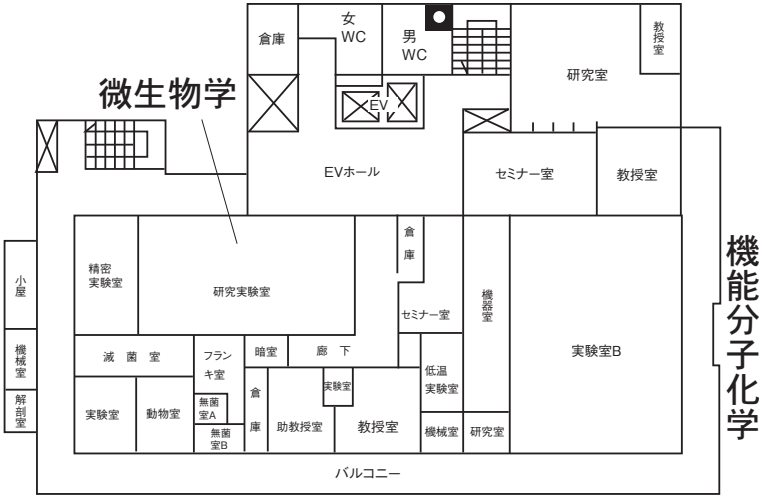 倉庫
女
WC
男
WC
教授室
研究室
微生物学
EV
EVホール
セミナー室
教授室
小屋
機械室
解剖室
精密
実験室
研究実験室
倉庫
セミナー室
機器室
実験室B
機能分子化学
滅菌室
フラン
キ室
暗室
廊下
低温
実験室
実験室
動物室
無菌
室A
無菌
室B
倉庫
助教授室
実験室
教授室
機械室
研究室
バルコニー